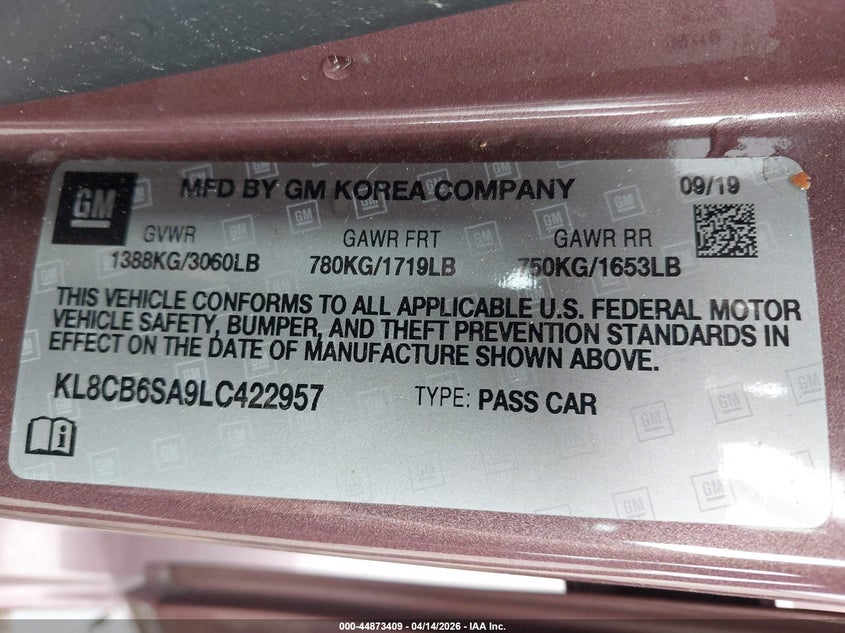 GM
MFD BY GM KOREA COMPANY
09/19
GVWR GAWR FRT GAWR RR
1388KG/3060LB 780KG/1719LB 750KG/1653LB
THIS VEHICLE CONFORMS TO ALL APPLICABLE U.S. FEDERAL MOTOR
VEHICLE SAFETY, BUMPER, AND THEFT PREVENTION STANDARDS IN
EFFECT ON THE DATE OF MANUFACTURE SHOWN ABOVE.
KL8CB6SA9LC422957 TYPE: PASS CAR
000-44873409 - 04/14/2026 - IAA Inc.